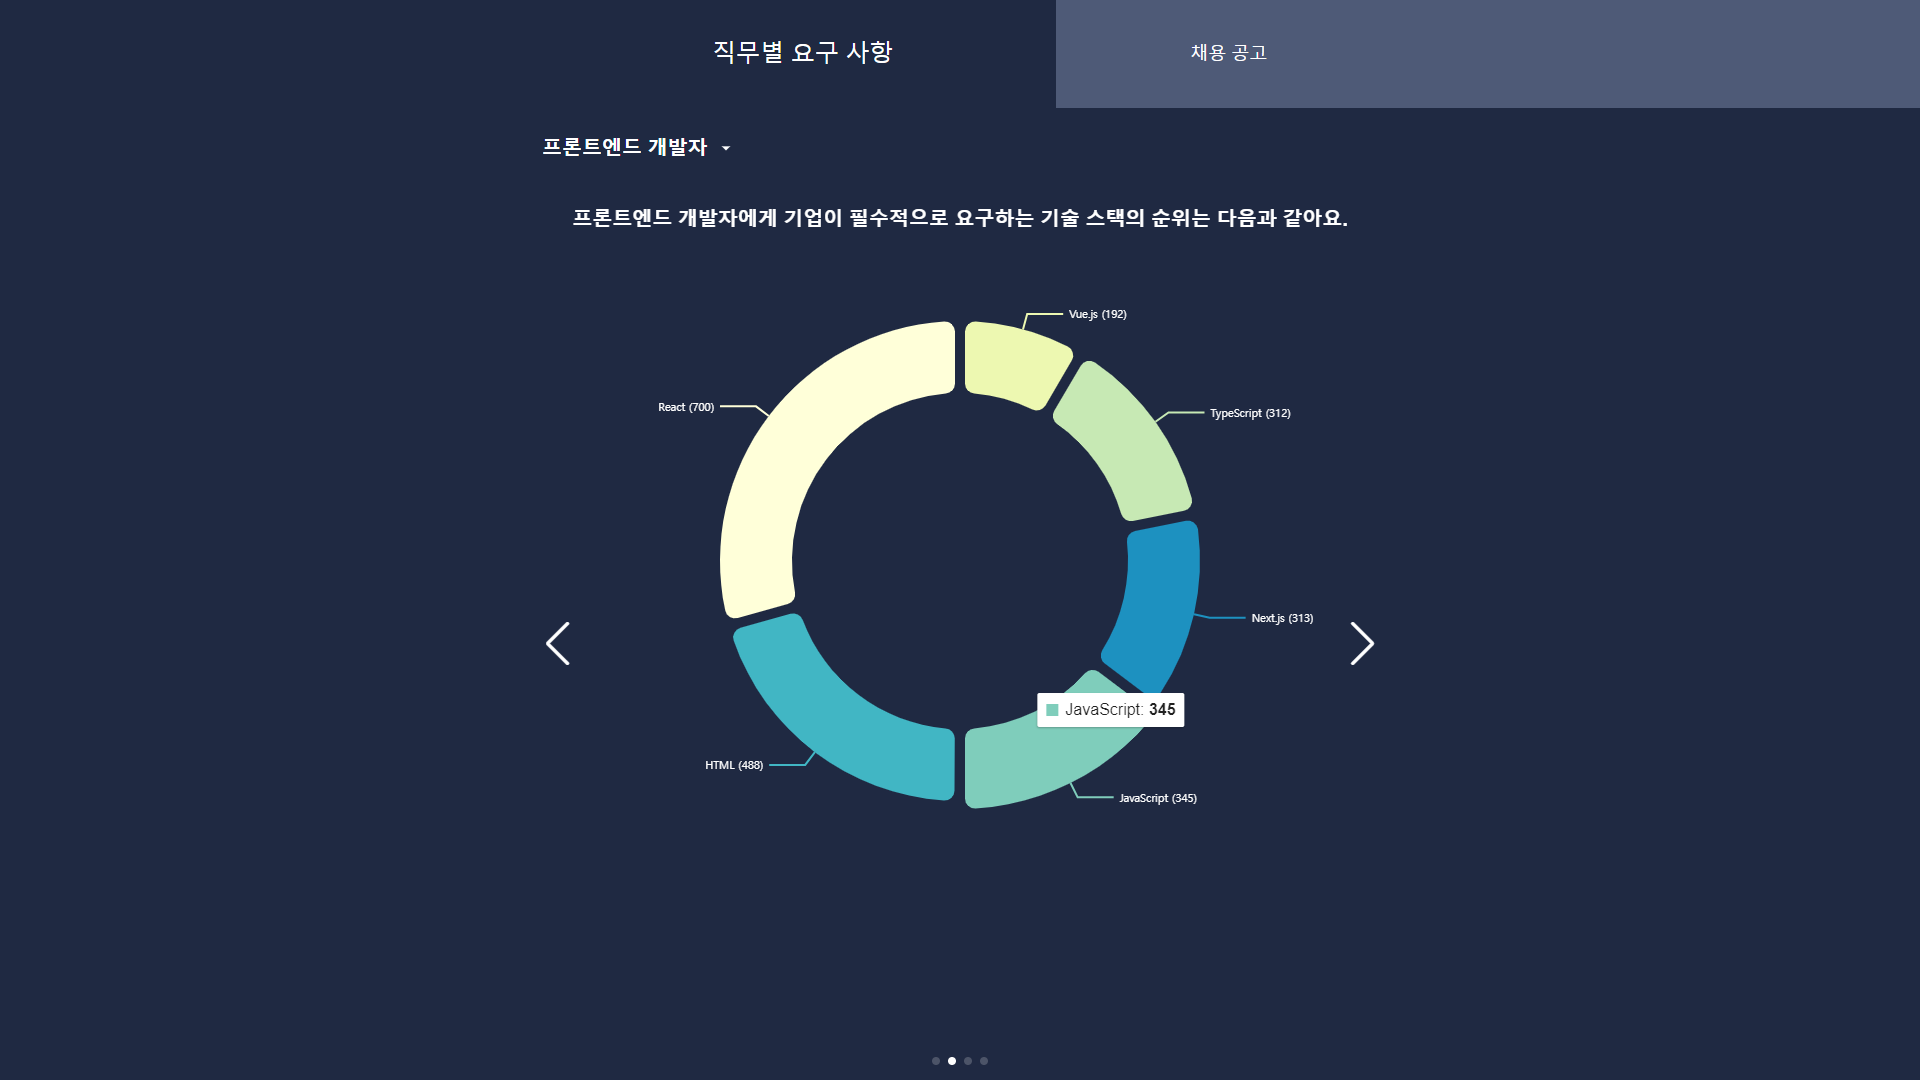 직무별 요구 사항
채용 공고
프론트엔드 개발자
프론트엔드 개발자에게 기업이 필수적으로 요구하는 기술 스택의 순위는 다음과 같아요.
Vue.js (192)
React (700)
TypeScript (312)
Next.js (313)
JavaScript: 345
HTML (488)
JavaScript (345)